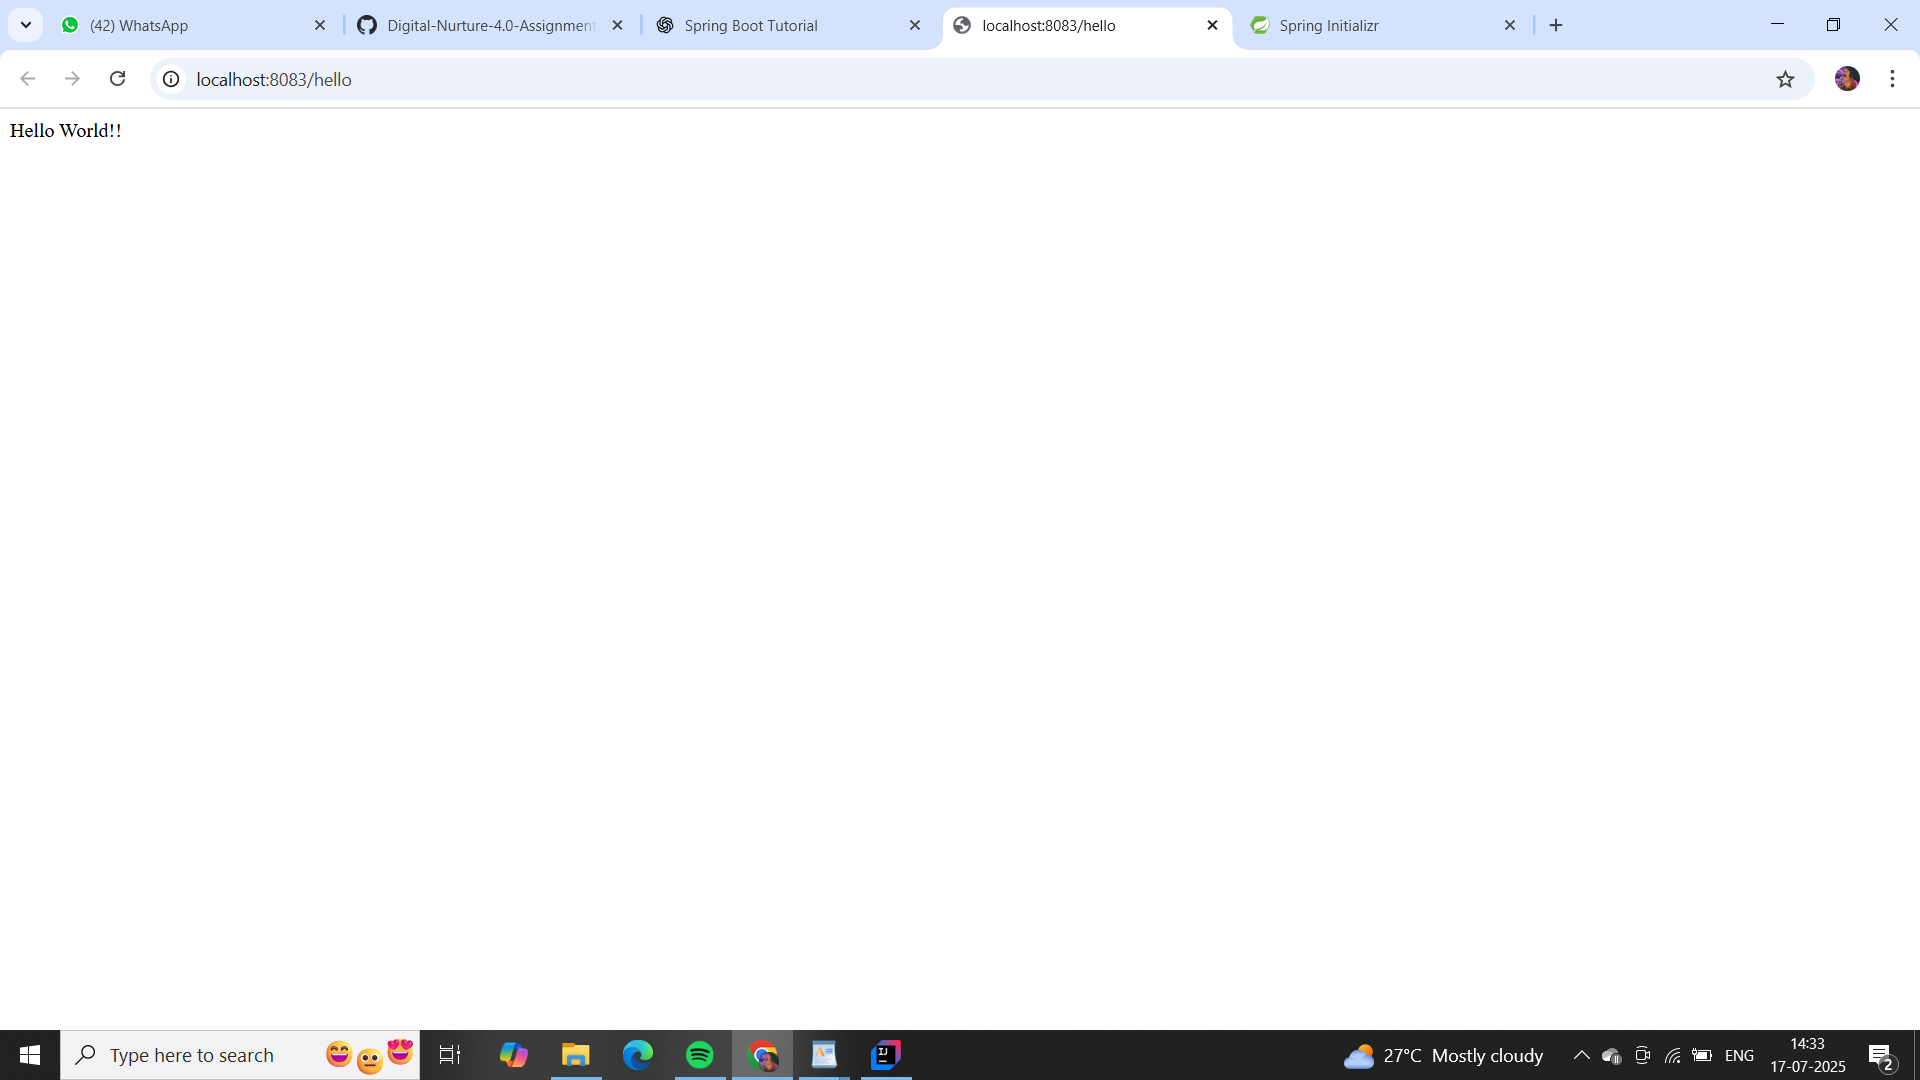 (42) WhatsApp
Digital-Nurture-4.0-Assignment
Spring Boot Tutorial
localhost:8083/hello
Spring Initializr
localhost:8083/hello
Hello World!!
Type here to search
IJ
27°C Mostly cloudy
ENG
14:33
17-07-2025
2